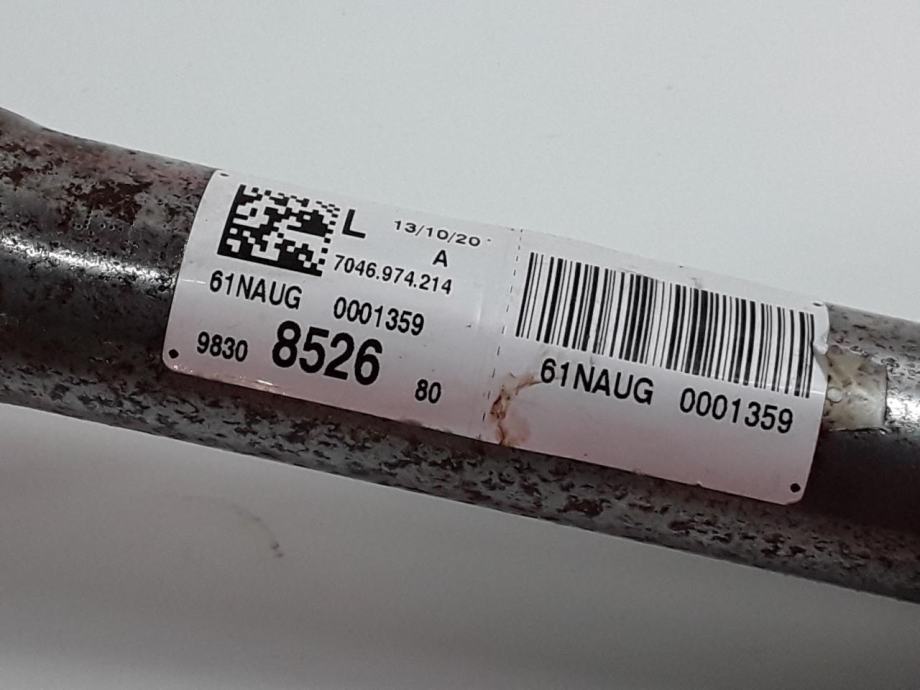 L 13/10/20
A
7046.974.214
61NAUG 0001359
9830 8526 80
61NAUG 0001359